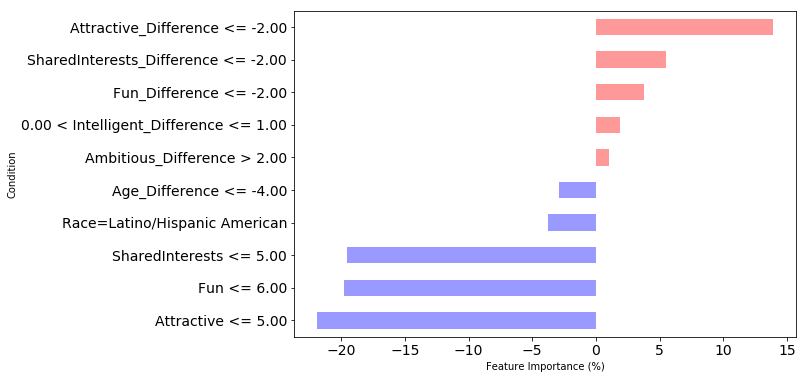 Attractive_Difference <= -2.00
SharedInterests_Difference <= -2.00
Fun_Difference <= -2.00
0.00 < Intelligent_Difference <= 1.00
Ambitious_Difference > 2.00
Age_Difference <= -4.00
Race=Latino/Hispanic American
SharedInterests <= 5.00
Fun <= 6.00
Attractive <= 5.00
Condition
−20 −15 −10 −5 0 5 10 15
Feature Importance (%)